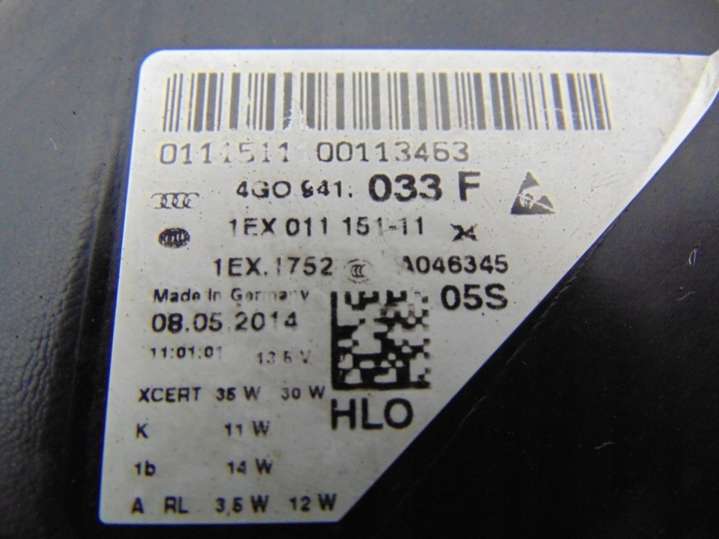 0111511 00113463
4G0 941. 033 F
1EX 011 151-11
1EX.1752 A046345
Made in Germany 05S
08.05.2014
11:01:01 13.5 V
XCERT 35 W 30 W
HLO
K 11 W
1b 14 W
A RL 3,5 W 12 W